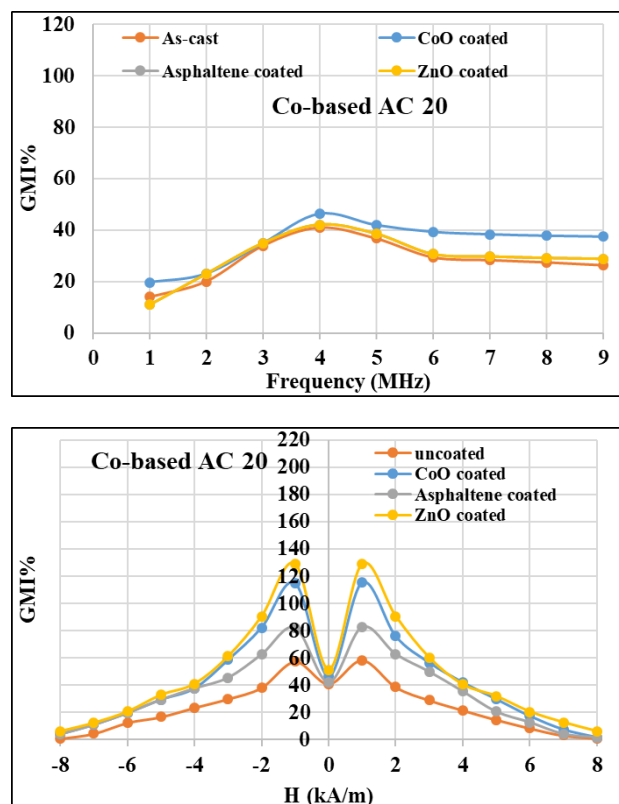 120
As-cast
CoO coated
100
Asphaltene coated
ZnO coated
Co-based AC 20
80
GMI%
60
40
20
0
0 1 2 3 4 5 6 7 8 9
Frequency (MHz)
220
Co-based AC 20
uncoated
200
CoO coated
180
Asphaltene coated
ZnO coated
160
140
GMI%
120
100
80
60
40
20
0
-8 -6 -4 -2 0 2 4 6 8
H (kA/m)